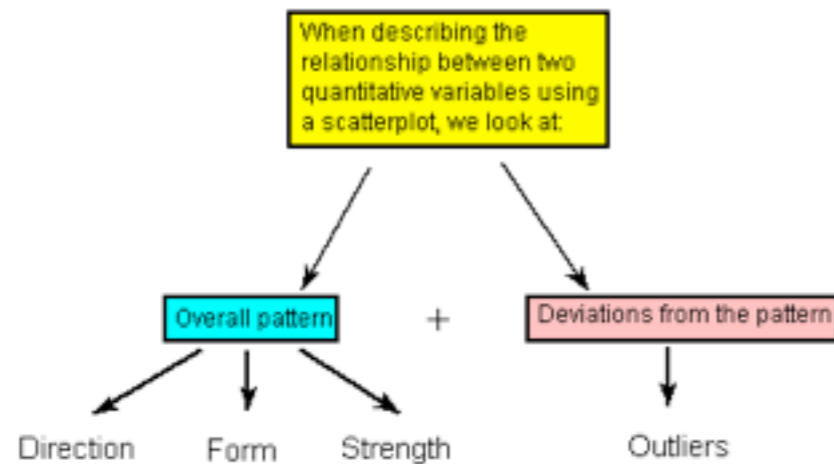 When describing the
relationship between two
quantitative variables using
a scatterplot, we look at:
Overall pattern
+
Deviations from the pattern
Direction
Form
Strength
Outliers